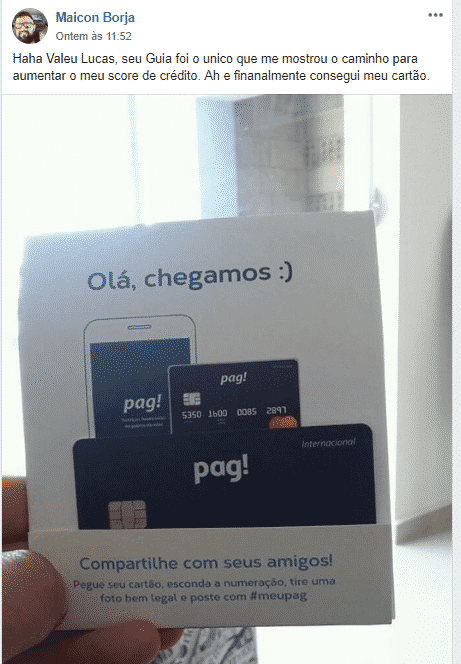 Maicon Borja
Ontem às 11:52
Haha Valeu Lucas, seu Guia foi o unico que me mostrou o caminho para
aumentar o meu score de crédito. Ah e finanalmente consegui meu cartão.
Olá, chegamos :)
pag!
pag!
5350 1600 0085 2897
Internacional
pag!
Compartilhe com seus amigos!
Pegue seu cartão, esconda a numeração, tire uma
foto bem legal e poste com #meupag